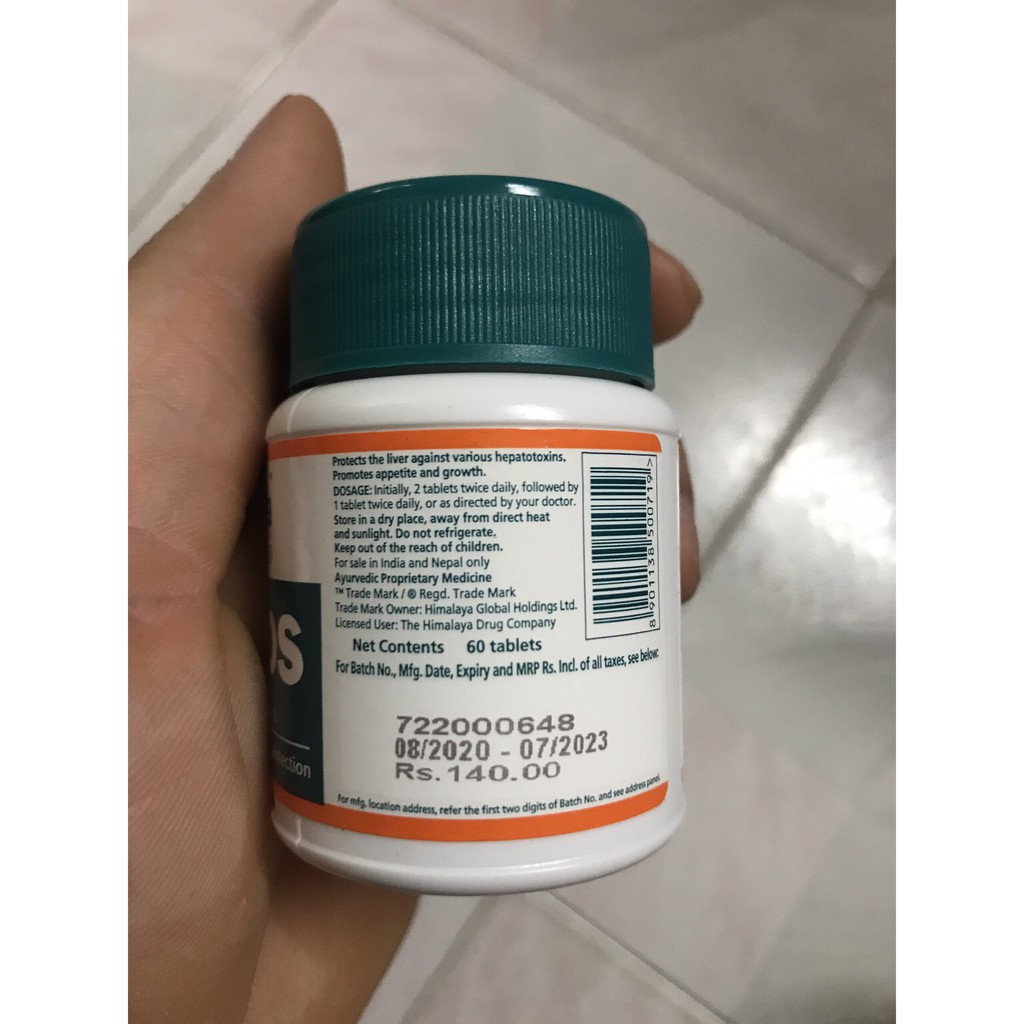 Protects the liver against various hepatotoxins.
Promotes appetite and growth.
DOSAGE: Initially, 2 tablets twice daily, followed by
1 tablet twice daily, or as directed by your doctor.
Store in a dry place, away from direct heat
and sunlight. Do not refrigerate.
Keep out of the reach of children.
For sale in India and Nepal only
Ayurvedic Proprietary Medicine
™ Trade Mark / ® Regd. Trade Mark
Trade Mark Owner: Himalaya Global Holdings Ltd.
Licensed User: The Himalaya Drug Company
Net Contents 60 tablets
For Batch No., Mfg. Date, Expiry and MRP Rs. Incl. of all taxes, see below:
722000648
08/2020 - 07/2023
Rs.140.00
For mfg. location address, refer the first two digits of Batch No. and see address panel.
8 901138 500719 >
DS